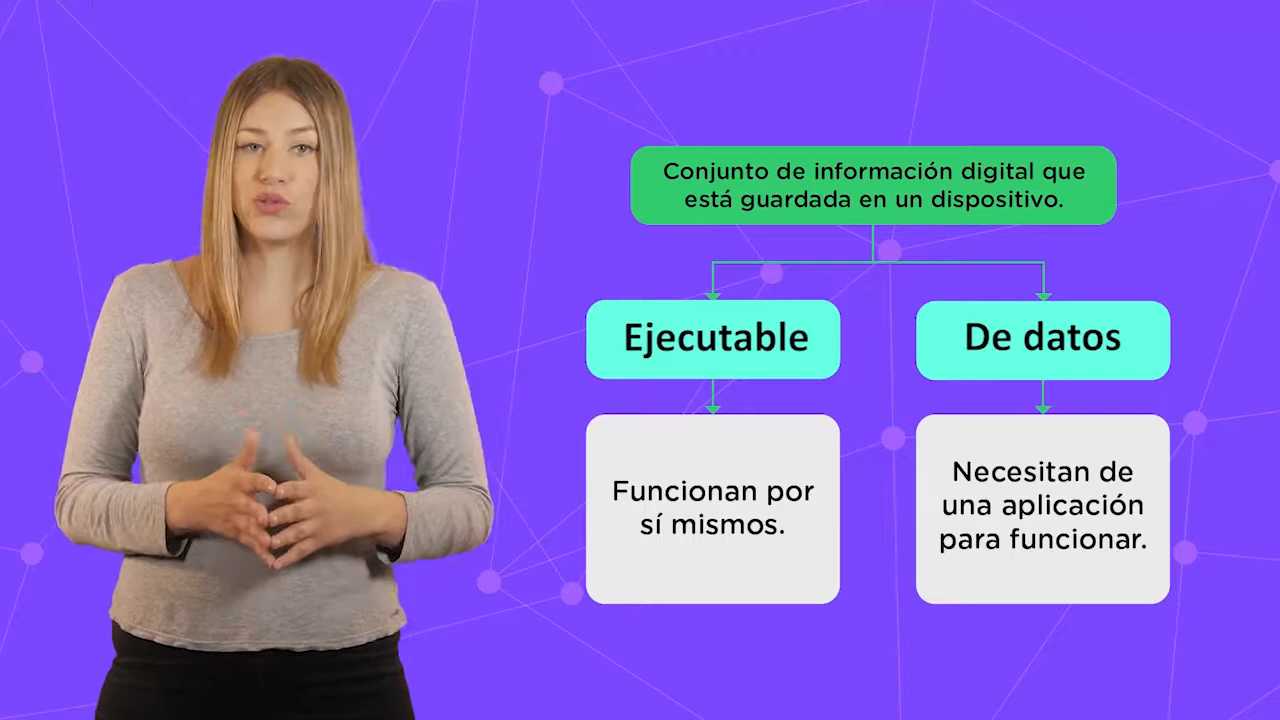 Conjunto de información digital que
está guardada en un dispositivo.
Ejecutable
De datos
Funcionan por
sí mismos.
Necesitan de
una aplicación
para funcionar.